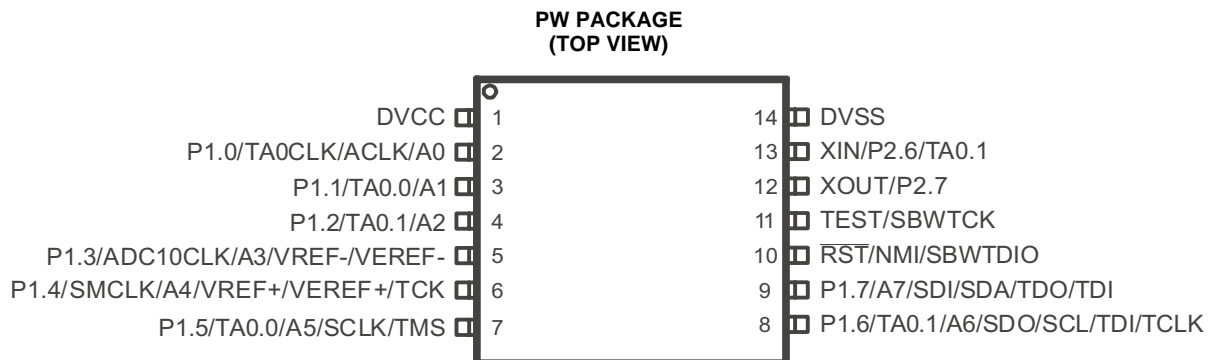 PW PACKAGE
(TOP VIEW)
DVCC 1 14 DVSS
P1.0/TA0CLK/ACLK/A0 2 13 XIN/P2.6/TA0.1
P1.1/TA0.0/A1 3 12 XOUT/P2.7
P1.2/TA0.1/A2 4 11 TEST/SBWTCK
P1.3/ADC10CLK/A3/VREF-/VEREF- 5 10 R̅S̅T̅/NMI/SBWTDIO
P1.4/SMCLK/A4/VREF+/VEREF+/TCK 6 9 P1.7/A7/SDI/SDA/TDO/TDI
P1.5/TA0.0/A5/SCLK/TMS 7 8 P1.6/TA0.1/A6/SDO/SCL/TDI/TCLK